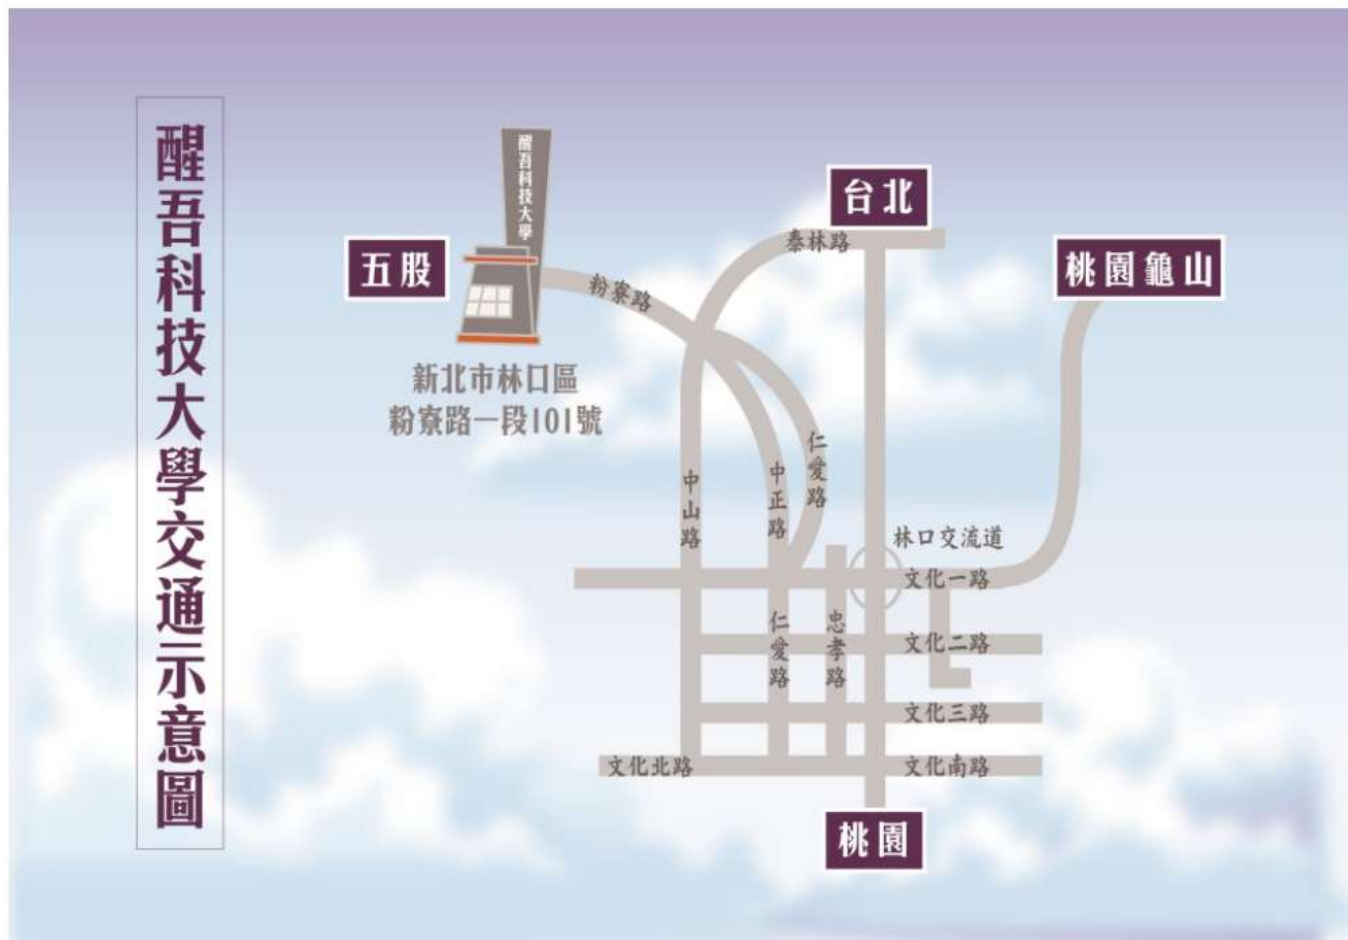 醒吾科技大學交通示意圖
醒吾科技大學
台北
五股
桃園龜山
泰林路
粉寮路
新北市林口區
粉寮路一段101號
仁愛路
中山路
中正路
林口交流道
文化一路
仁愛路
忠孝路
文化二路
文化三路
文化北路
文化南路
桃園